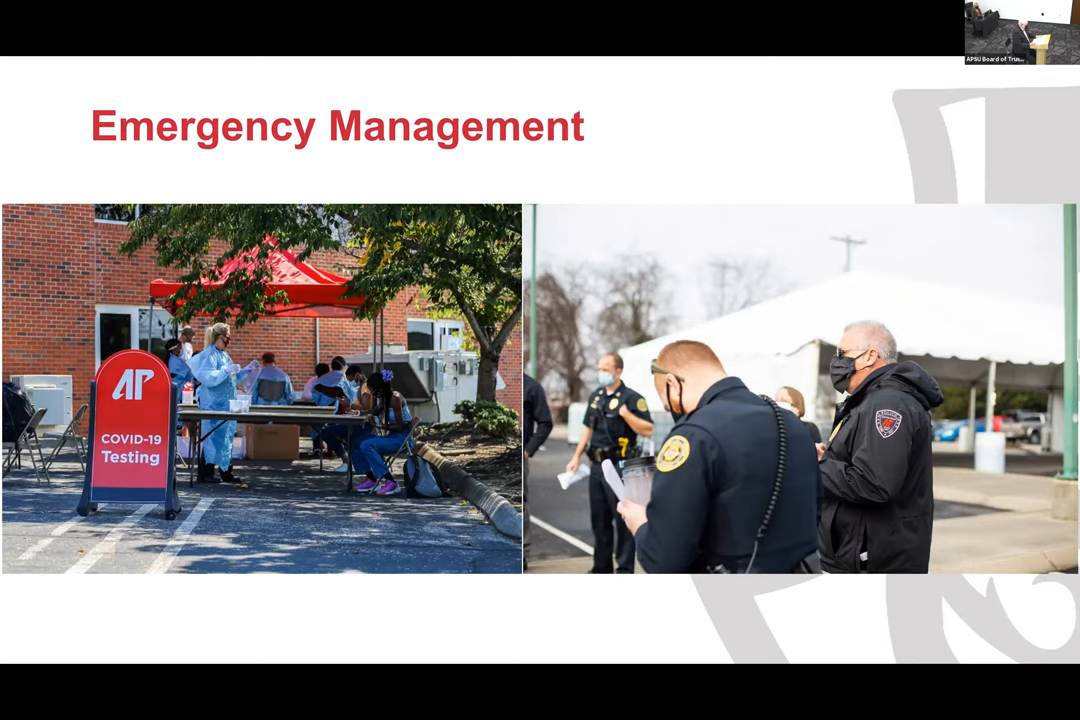 APSU Board of Trus...
Emergency Management
AP
COVID-19
Testing